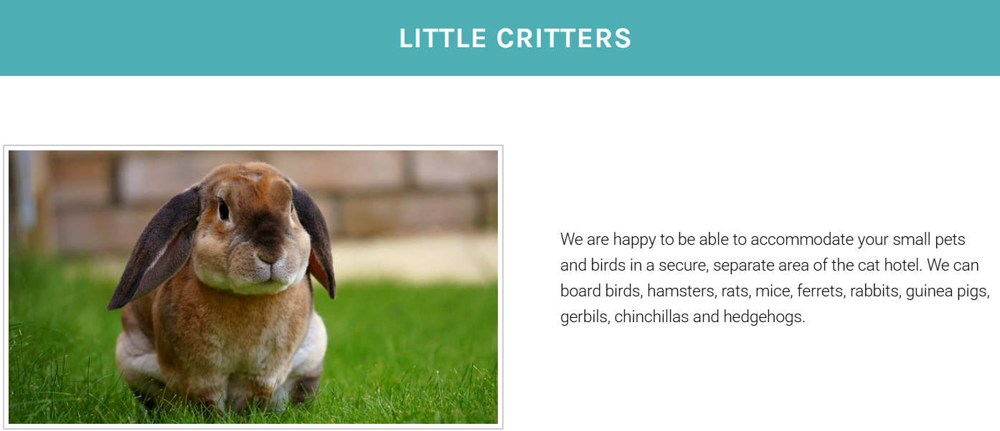 LITTLE CRITTERS
We are happy to be able to accommodate your small pets
and birds in a secure, separate area of the cat hotel. We can
board birds, hamsters, rats, mice, ferrets, rabbits, guinea pigs,
gerbils, chinchillas and hedgehogs.